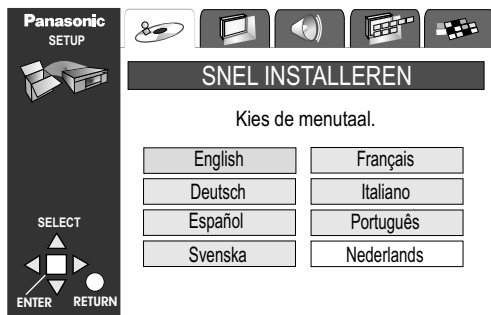 Panasonic
SETUP
SNEL INSTALLEREN
Kies de menutaal.
English
Français
Deutsch
Italiano
Español
Português
Svenska
Nederlands
SELECT
ENTER
RETURN